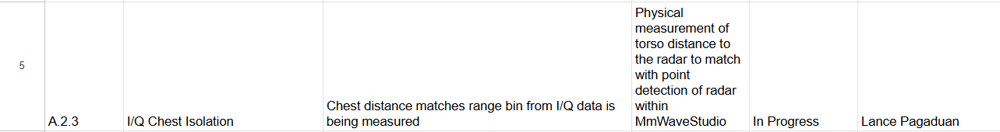 5
A.2.3
I/Q Chest Isolation
Chest distance matches range bin from I/Q data is
being measured
Physical
measurement of
torso distance to
the radar to match
with point
detection of radar
within
MmWaveStudio
In Progress
Lance Pagaduan